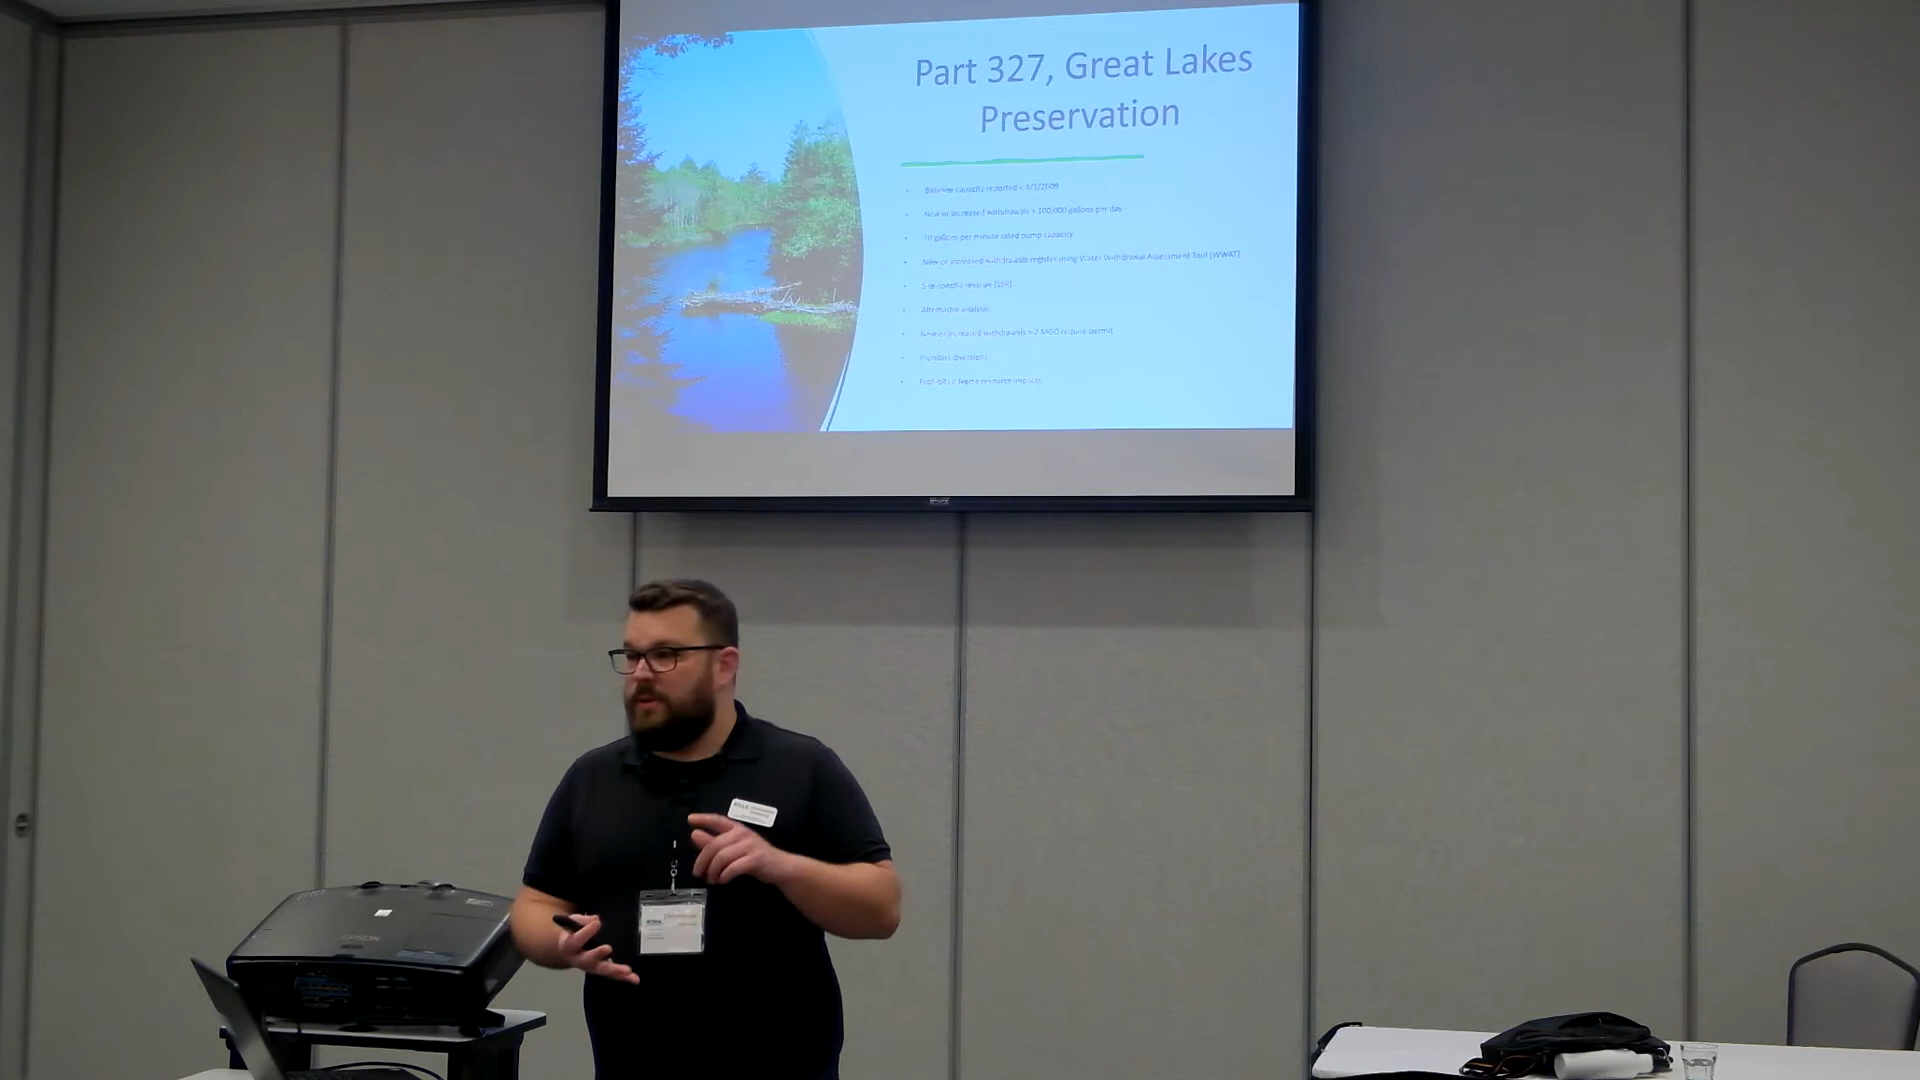 Part 327, Great Lakes
Preservation
Baseline capacity reported < 4/1/2009
New or increased withdrawals > 100,000 gallons per day
70 gallons per minute rated pump capacity
New or increased withdrawals register using Water Withdrawal Assessment Tool (WWAT)
Site-specific reviews (SSR)
Alternative analysis
New or increased withdrawals > 2 MGD require permit
Prohibits diversions
Prohibits adverse resource impacts
EPSON